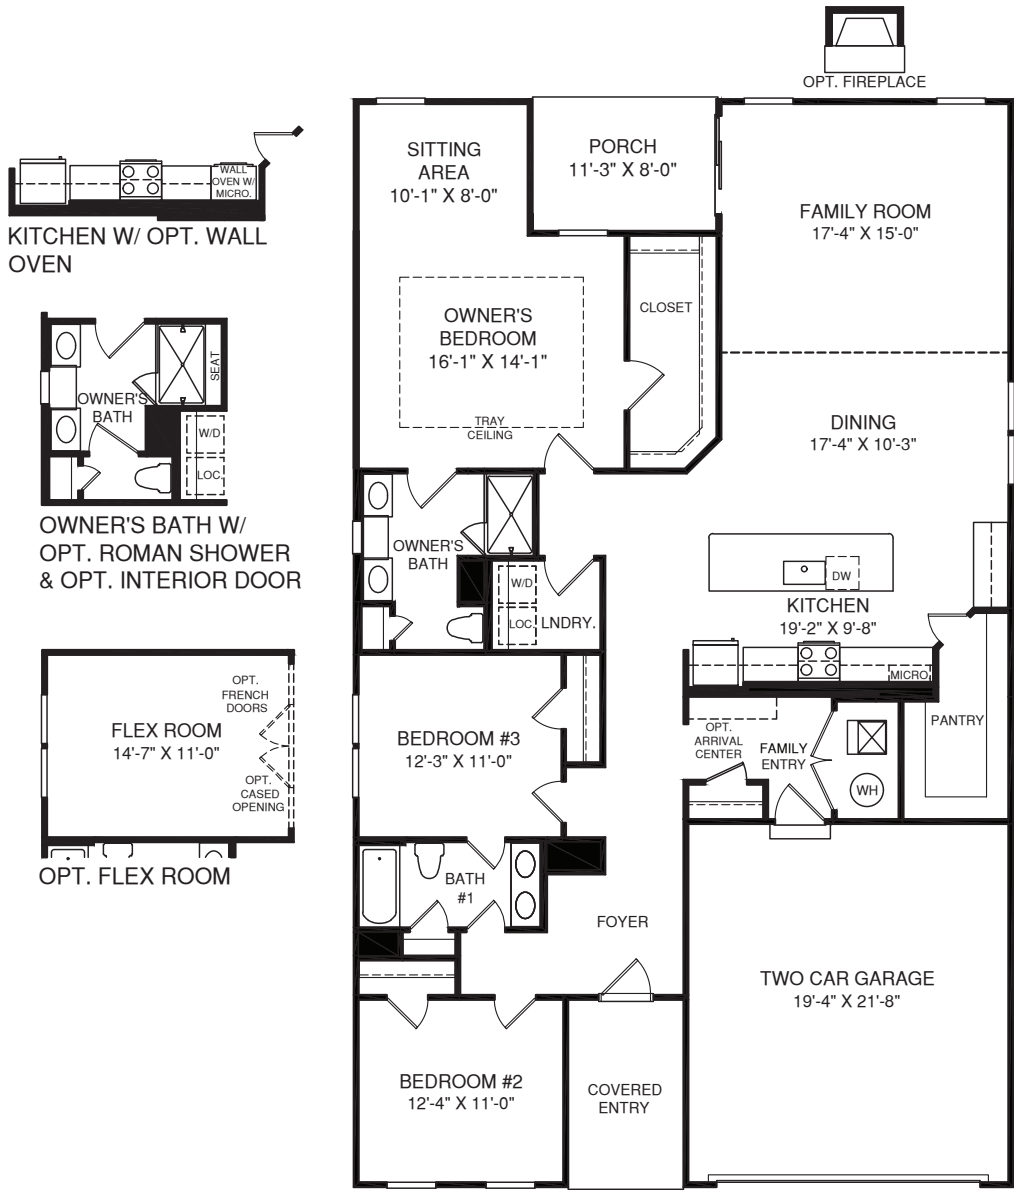 OPT. FIREPLACE
WALL
OVEN W/
MICRO.
KITCHEN W/ OPT. WALL
OVEN
SITTING
AREA
10'-1" X 8'-0"
PORCH
11'-3" X 8'-0"
FAMILY ROOM
17'-4" X 15'-0"
CLOSET
OWNER'S
BEDROOM
16'-1" X 14'-1"
TRAY
CEILING
DINING
17'-4" X 10'-3"
SEAT
OWNER'S
BATH
W/D
LOC.
OWNER'S BATH W/
OPT. ROMAN SHOWER
& OPT. INTERIOR DOOR
OWNER'S
BATH
W/D
LOC.
LNDRY.
DW
KITCHEN
19'-2" X 9'-8"
MICRO
PANTRY
OPT.
ARRIVAL
CENTER
FAMILY
ENTRY
WH
OPT.
FRENCH
DOORS
FLEX ROOM
14'-7" X 11'-0"
OPT.
CASED
OPENING
OPT. FLEX ROOM
BEDROOM #3
12'-3" X 11'-0"
BATH
#1
FOYER
TWO CAR GARAGE
19'-4" X 21'-8"
BEDROOM #2
12'-4" X 11'-0"
COVERED
ENTRY